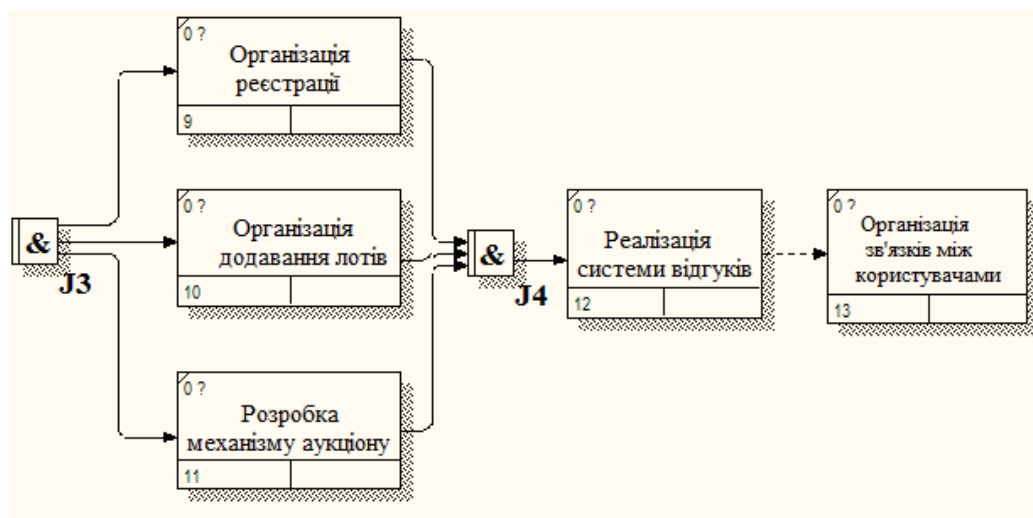 0 ?
Організація
реєстрації
9
&
J3
0 ?
Організація
додавання лотів
10
0 ?
Розробка
механізму аукціону
11
&
J4
0 ?
Реалізація
системи відгуків
12
0 ?
Організація
зв'язків між
користувачами
13